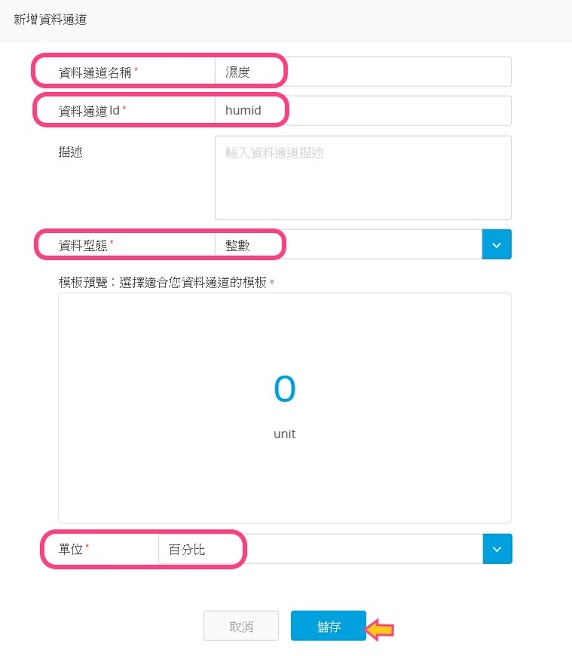 新增資料通道
資料通道名稱* 濕度
資料通道 Id * humid
描述 輸入資料通道描述
資料型態* 整數
模板預覽：選擇適合您資料通道的模板。
0
unit
單位* 百分比
取消 儲存